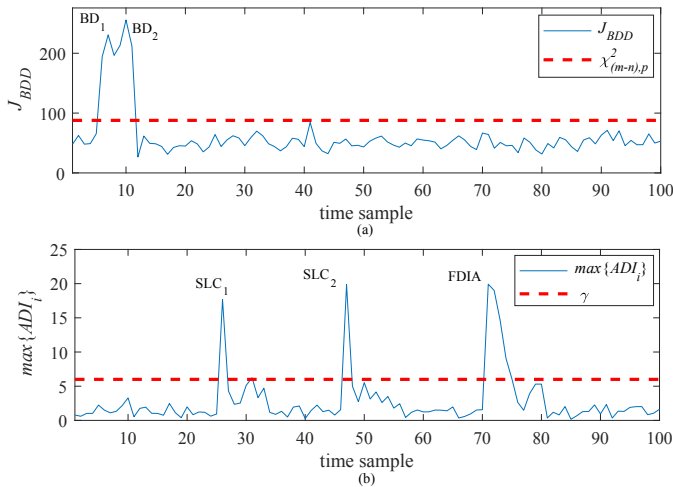 BD1
BD2
J_BDD
χ²(m-n),p
200
100
0
J_BDD
10 20 30 40 50 60 70 80 90 100
time sample
(a)
25
20
15
10
5
0
max{ADI_i}
SLC1
SLC2
FDIA
max{ADI_i}
γ
10 20 30 40 50 60 70 80 90 100
time sample
(b)